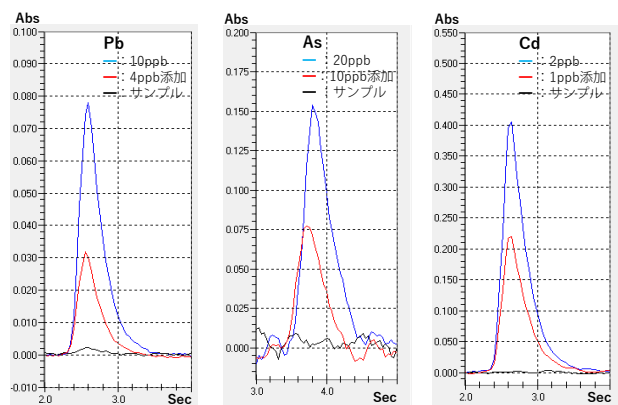 Abs
Pb
: 10ppb
: 4ppb添加
: サンプル
0.100
0.090
0.080
0.070
0.060
0.050
0.040
0.030
0.020
0.010
0.000
-0.010
2.0
3.0
Sec
Abs
As
: 20ppb
: 10ppb添加
: サンプル
0.200
0.175
0.150
0.125
0.100
0.075
0.050
0.025
0.000
3.0
4.0
Sec
Abs
Cd
: 2ppb
: 1ppb添加
: サンプル
0.550
0.500
0.450
0.400
0.350
0.300
0.250
0.200
0.150
0.100
0.050
0.000
2.0
3.0
Sec